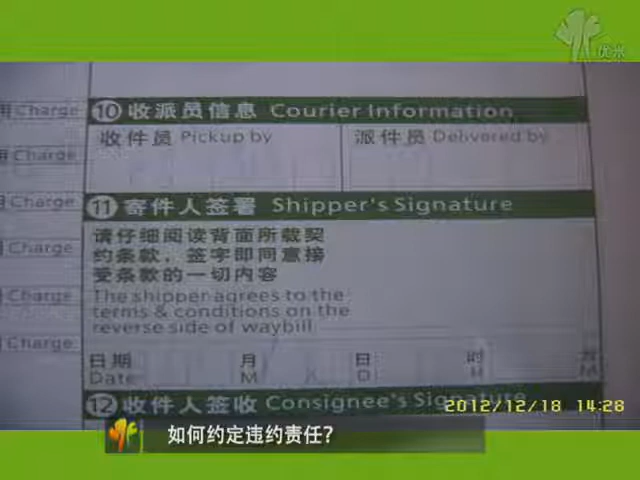 优米
Charge
⑩ 收派员信息 Courier Information
收件员 Pickup by
派件员 Delivered by
Charge
Charge
⑪ 寄件人签署 Shipper's Signature
请仔细阅读背面所载契
约条款，签字即同意接
受条款的一切内容
Charge
The shipper agrees to the
terms & conditions on the
reverse side of waybill
Charge
Charge
日期 月 日 时
Date M D H M
⑫ 收件人签收 Consignee's Signature
2012/12/18 14:28
如何约定违约责任?